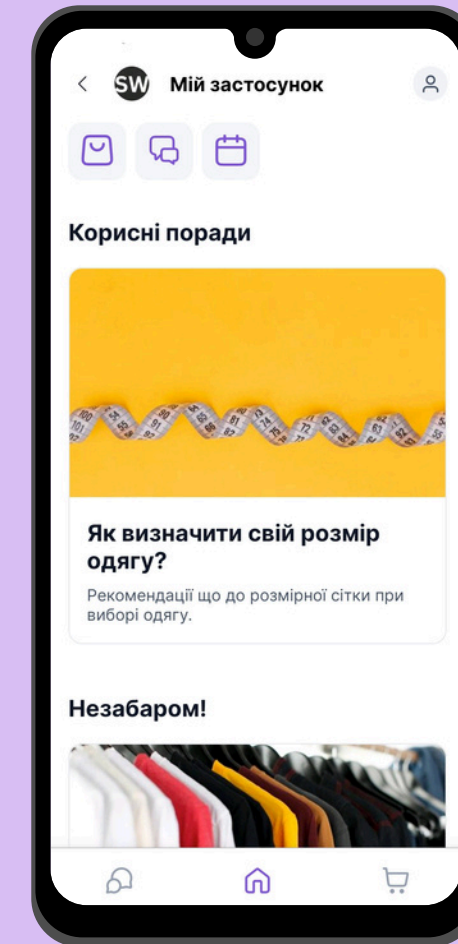 SW Мій застосунок
Корисні поради
Як визначити свій розмір
одягу?
Рекомендації що до розмірної сітки при
виборі одягу.
Незабаром!